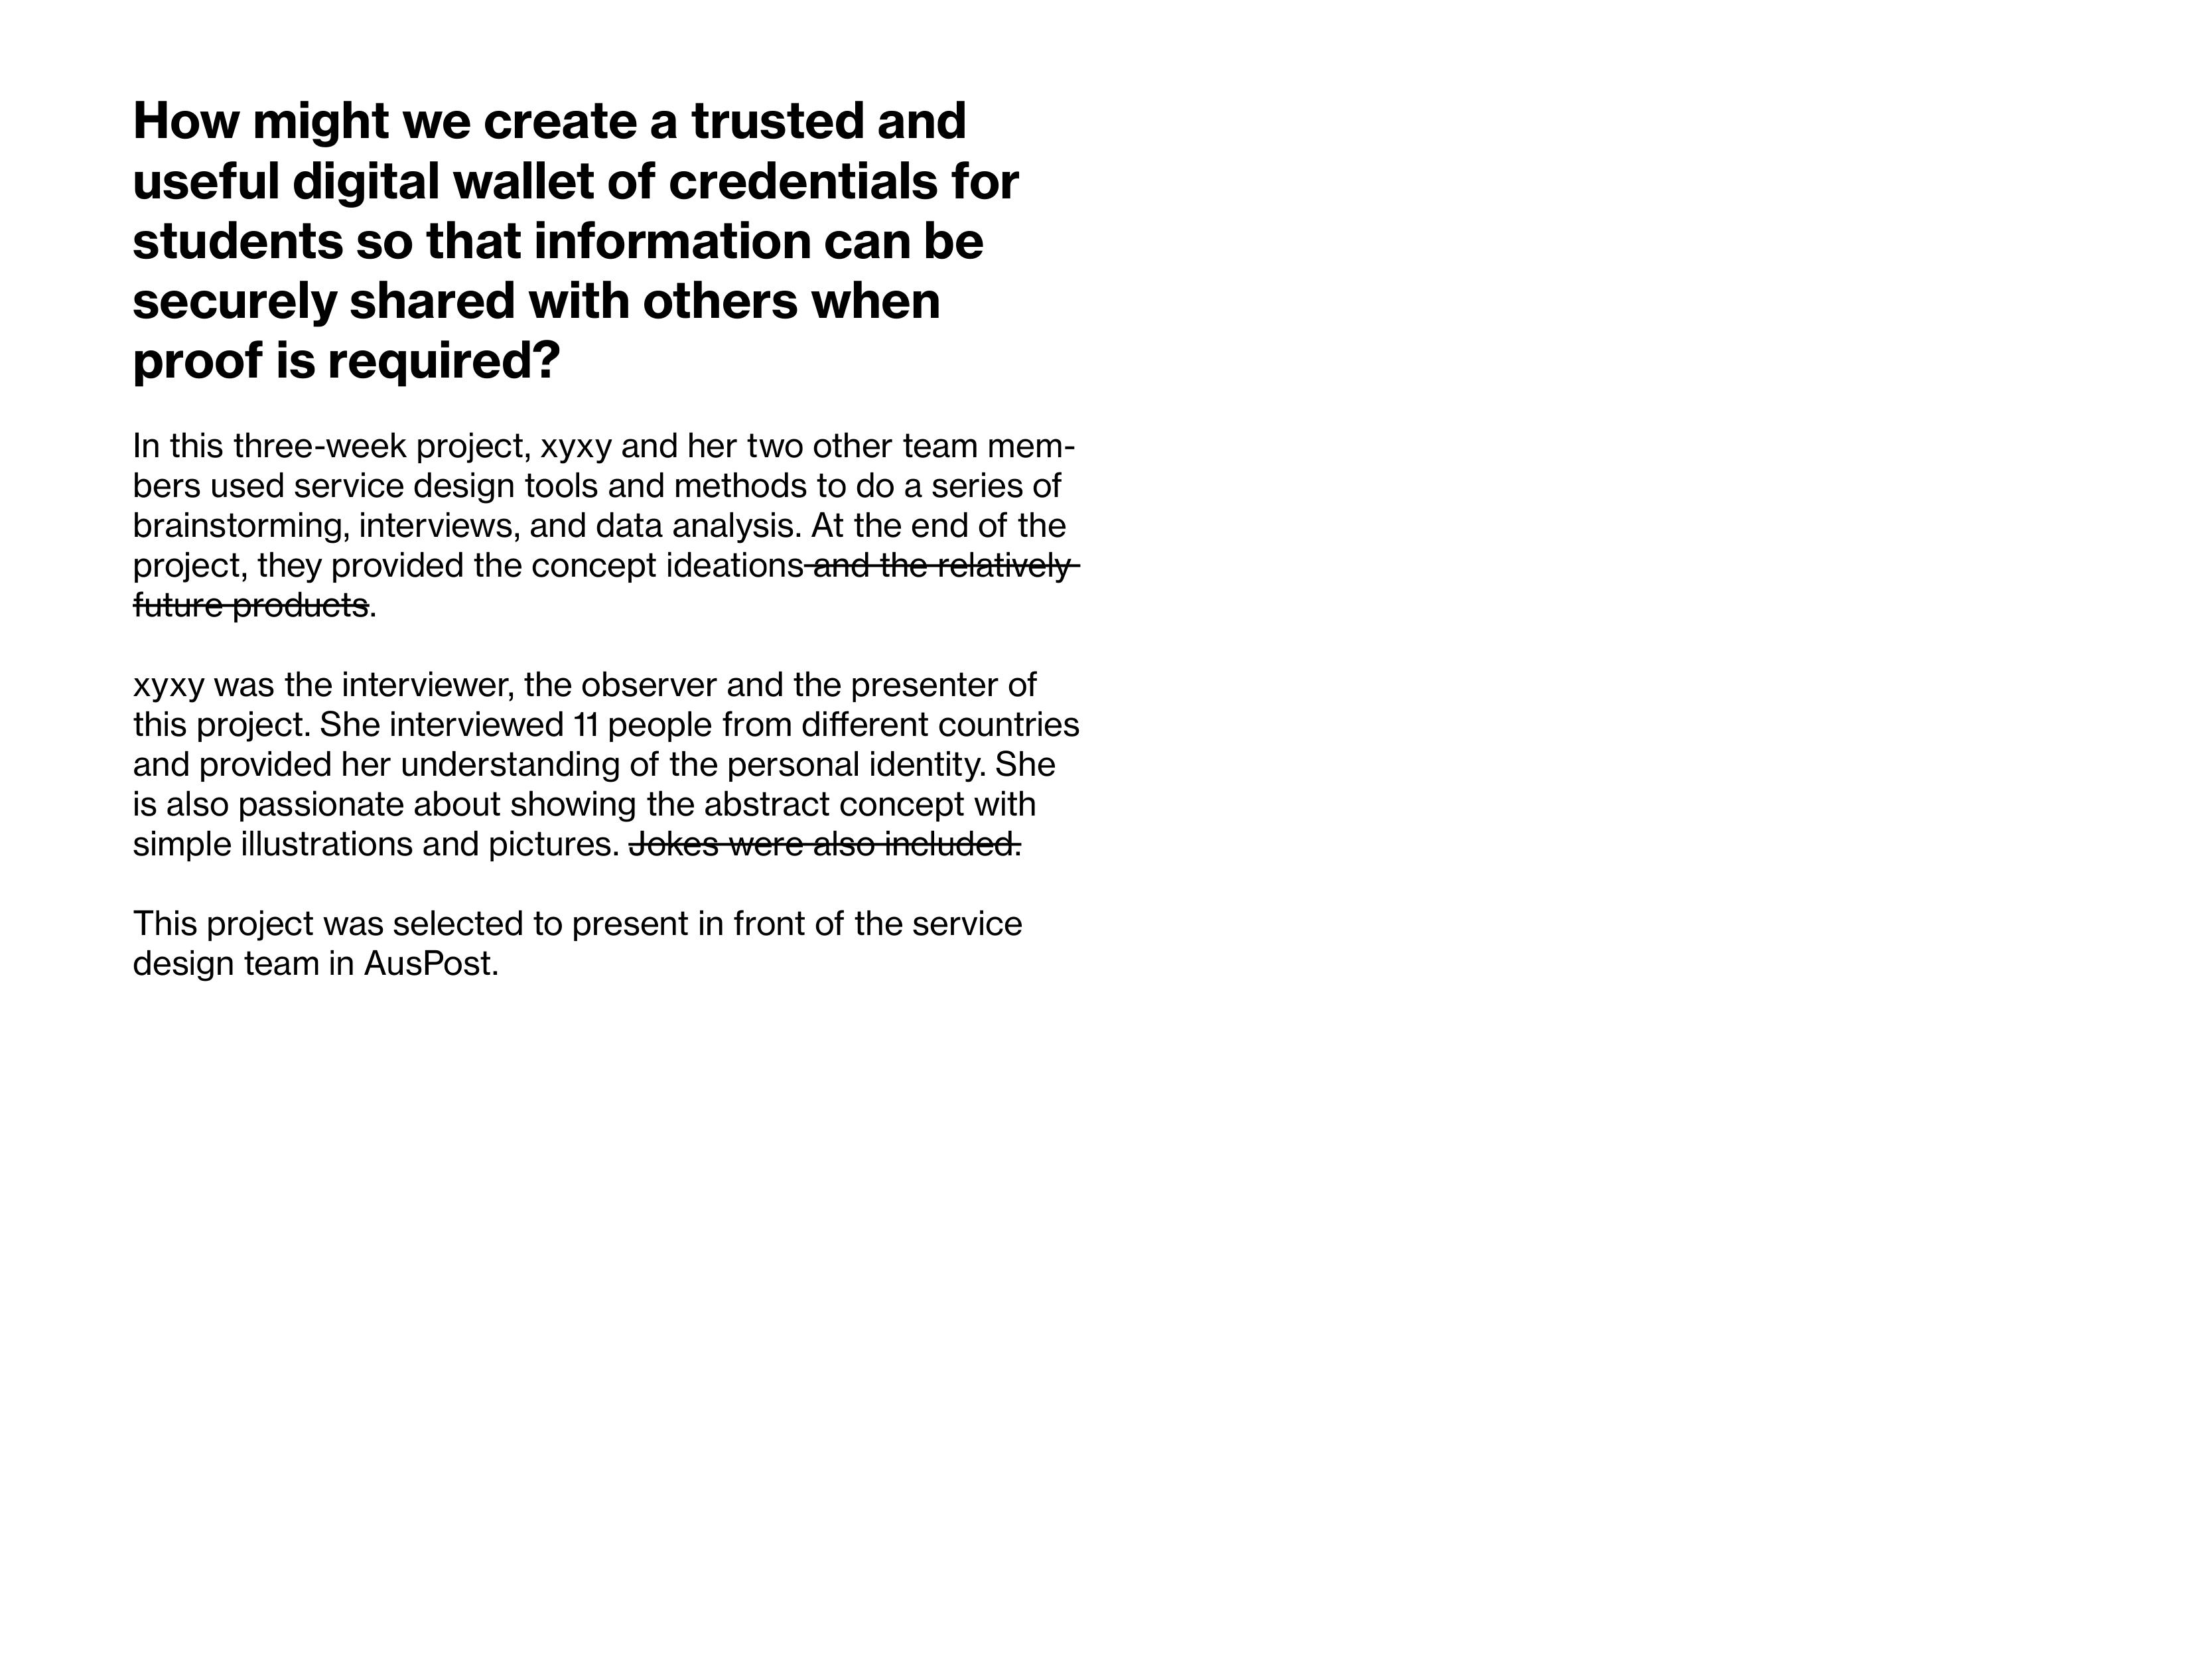 How might we create a trusted and
useful digital wallet of credentials for
students so that information can be
securely shared with others when
proof is required?
In this three-week project, xyxy and her two other team mem-
bers used service design tools and methods to do a series of
brainstorming, interviews, and data analysis. At the end of the
project, they provided the concept ideations and the relatively
future products.
xyxy was the interviewer, the observer and the presenter of
this project. She interviewed 11 people from different countries
and provided her understanding of the personal identity. She
is also passionate about showing the abstract concept with
simple illustrations and pictures. Jokes were also included.
This project was selected to present in front of the service
design team in AusPost.